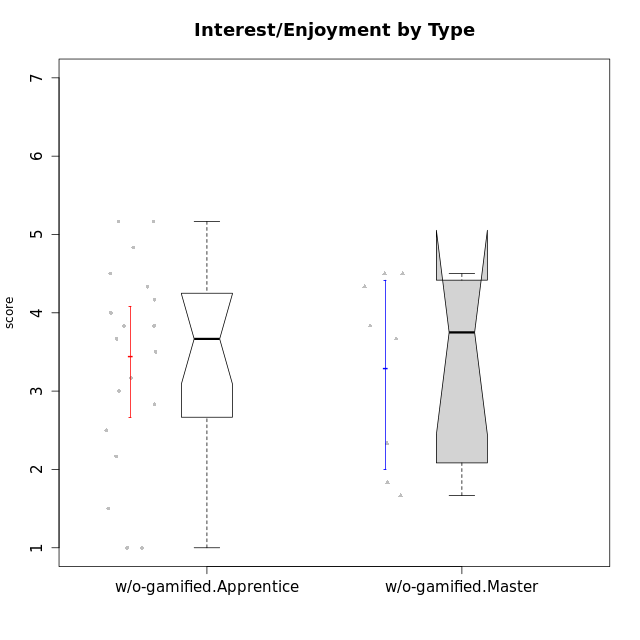 Interest/Enjoyment by Type
7
6
5
4
3
2
1
score
w/o-gamified.Apprentice
w/o-gamified.Master